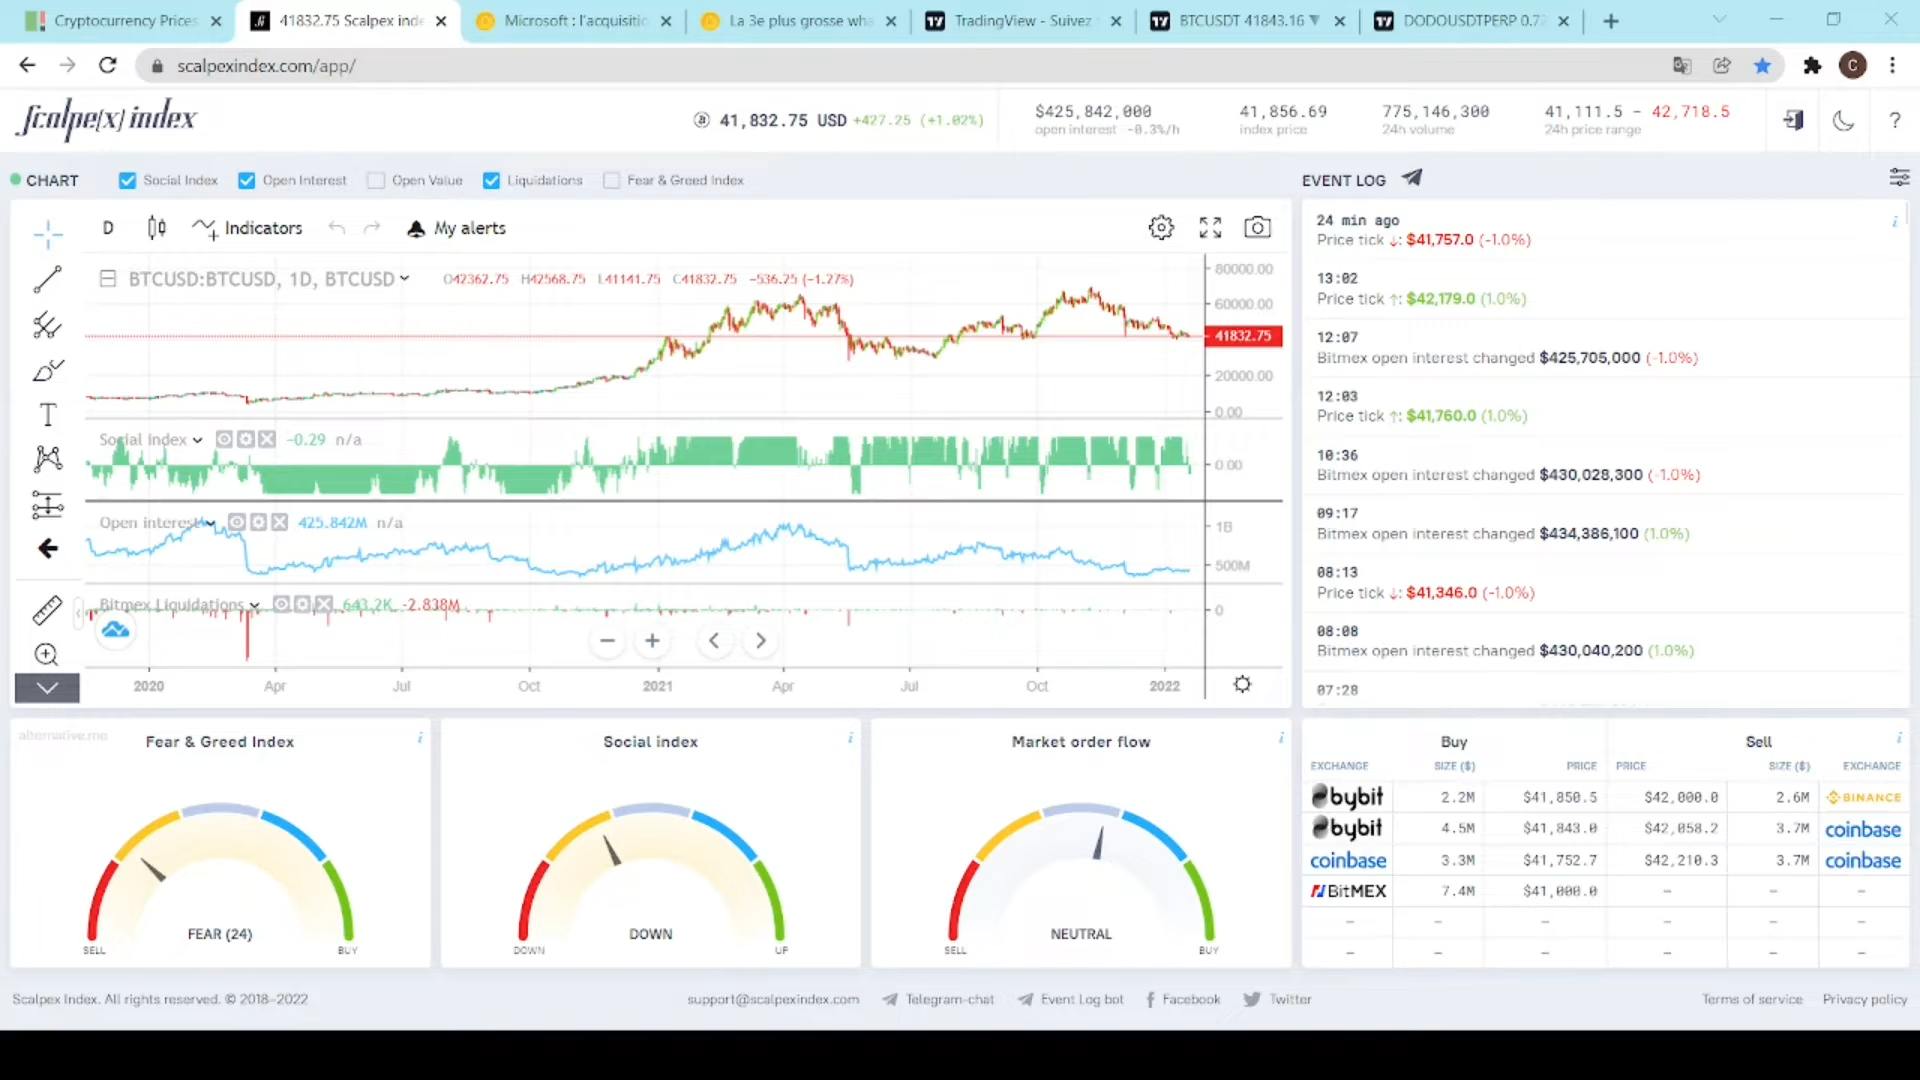 Cryptocurrency Prices
41832.75 Scalpex inde
Microsoft : l'acquisitio
La 3e plus grosse wha
TradingView - Suivez
BTCUSDT 41843.16 ▼
DODOUSDTPERP 0.72
scalpexindex.com/app/
C
Scalpe(x) index
41,832.75 USD +427.25 (+1.02%)
$425,842,000
open interest -0.3%/h
41,856.69
index price
775,146,300
24h volume
41,111.5 - 42,718.5
24h price range
?
CHART
Social Index
Open Interest
Open Value
Liquidations
Fear & Greed Index
EVENT LOG
D
Indicators
My alerts
BTCUSD:BTCUSD, 1D, BTCUSD
O42362.75 H42568.75 L41141.75 C41832.75 -536.25 (-1.27%)
80000.00
60000.00
41832.75
20000.00
0.00
Social Index
-0.29 n/a
0.00
Open interest
425.842M n/a
1B
500M
Bitmex Liquidations
643.2K -2.838M
0
2020
Apr
Jul
Oct
2021
Apr
Jul
Oct
2022
24 min ago
Price tick ↓: $41,757.0 (-1.0%)
13:02
Price tick ↑: $42,179.0 (1.0%)
12:07
Bitmex open interest changed $425,705,000 (-1.0%)
12:03
Price tick ↑: $41,760.0 (1.0%)
10:36
Bitmex open interest changed $430,028,300 (-1.0%)
09:17
Bitmex open interest changed $434,386,100 (1.0%)
08:13
Price tick ↓: $41,346.0 (-1.0%)
08:08
Bitmex open interest changed $430,040,200 (1.0%)
07:28
alternative.me
Fear & Greed Index
FEAR (24)
SELL
BUY
Social index
DOWN
DOWN
UP
Market order flow
NEUTRAL
SELL
BUY
Buy
Sell
EXCHANGE SIZE ($) PRICE PRICE SIZE ($) EXCHANGE
bybit 2.2M $41,850.5 $42,000.0 2.6M BINANCE
bybit 4.5M $41,843.0 $42,058.2 3.7M coinbase
coinbase 3.3M $41,752.7 $42,210.3 3.7M coinbase
BitMEX 7.4M $41,000.0 - - -
- - - - - -
- - - - - -
Scalpex Index. All rights reserved. © 2018-2022
support@scalpexindex.com
Telegram-chat
Event Log bot
Facebook
Twitter
Terms of service
Privacy policy